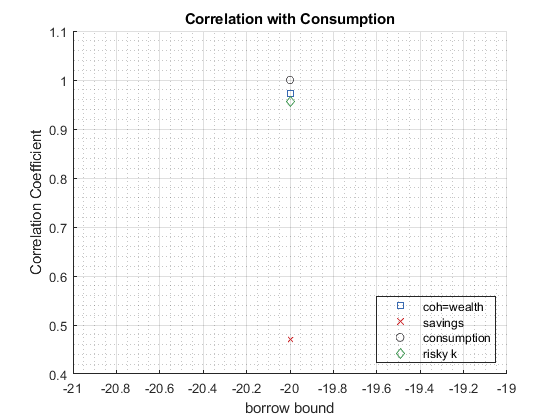 Correlation with Consumption
1.1
1
0.9
0.8
0.7
0.6
0.5
0.4
Correlation Coefficient
coh=wealth
savings
consumption
risky k
-21 -20.8 -20.6 -20.4 -20.2 -20 -19.8 -19.6 -19.4 -19.2 -19
borrow bound